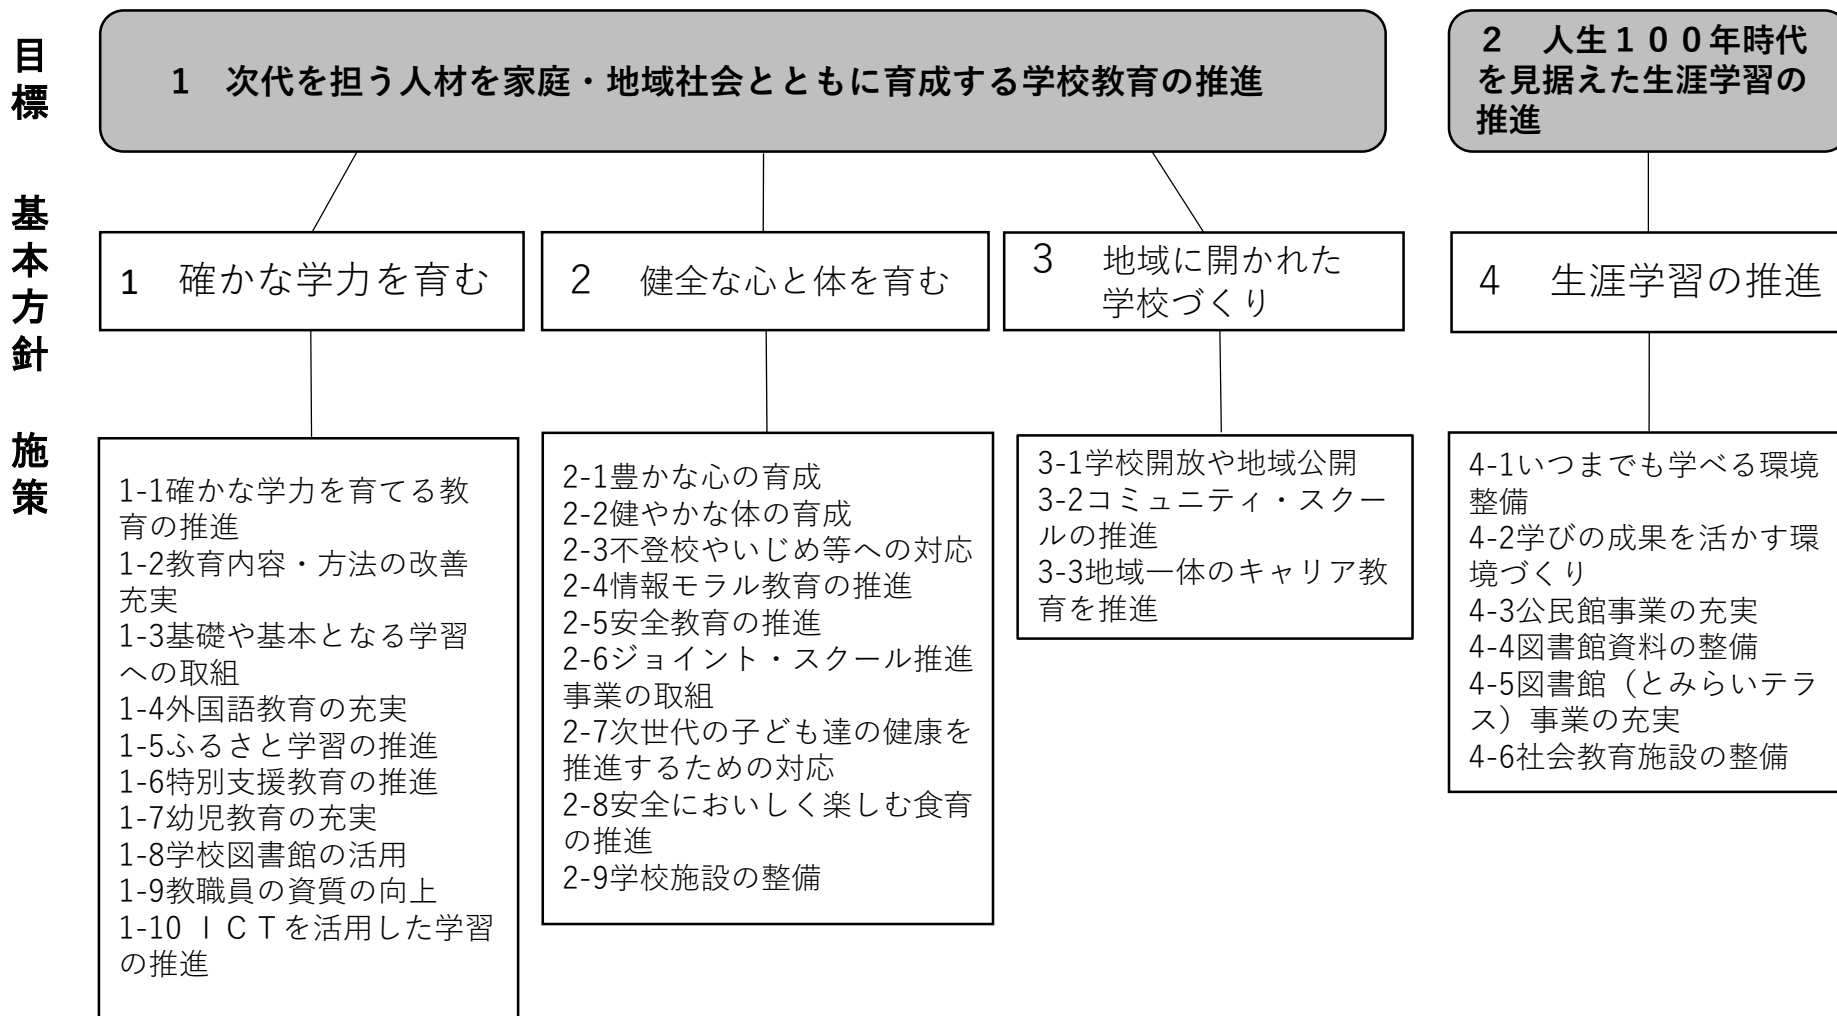 目標
1 次代を担う人材を家庭・地域社会とともに育成する学校教育の推進
2 人生１００年時代
を見据えた生涯学習の
推進
基本方針
1 確かな学力を育む
2 健全な心と体を育む
3 地域に開かれた
学校づくり
4 生涯学習の推進
施策
1-1確かな学力を育てる教
育の推進
1-2教育内容・方法の改善
充実
1-3基礎や基本となる学習
への取組
1-4外国語教育の充実
1-5ふるさと学習の推進
1-6特別支援教育の推進
1-7幼児教育の充実
1-8学校図書館の活用
1-9教職員の資質の向上
1-10 ＩＣＴを活用した学習
の推進
2-1豊かな心の育成
2-2健やかな体の育成
2-3不登校やいじめ等への対応
2-4情報モラル教育の推進
2-5安全教育の推進
2-6ジョイント・スクール推進
事業の取組
2-7次世代の子ども達の健康を
推進するための対応
2-8安全においしく楽しむ食育
の推進
2-9学校施設の整備
3-1学校開放や地域公開
3-2コミュニティ・スクー
ルの推進
3-3地域一体のキャリア教
育を推進
4-1いつまでも学べる環境
整備
4-2学びの成果を活かす環
境づくり
4-3公民館事業の充実
4-4図書館資料の整備
4-5図書館（とみらいテラ
ス）事業の充実
4-6社会教育施設の整備